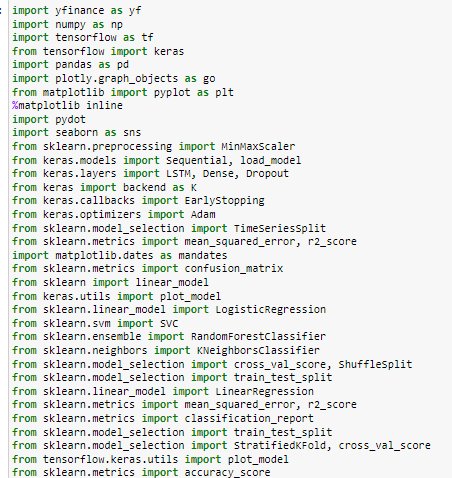 import yfinance as yf
import numpy as np
import tensorflow as tf
from tensorflow import keras
import pandas as pd
import plotly.graph_objects as go
from matplotlib import pyplot as plt
%matplotlib inline
import pydot
import seaborn as sns
from sklearn.preprocessing import MinMaxScaler
from keras.models import Sequential, load_model
from keras.layers import LSTM, Dense, Dropout
from keras import backend as K
from keras.callbacks import EarlyStopping
from keras.optimizers import Adam
from sklearn.model_selection import TimeSeriesSplit
from sklearn.metrics import mean_squared_error, r2_score
import matplotlib.dates as mandates
from sklearn.metrics import confusion_matrix
from sklearn import linear_model
from keras.utils import plot_model
from sklearn.linear_model import LogisticRegression
from sklearn.svm import SVC
from sklearn.ensemble import RandomForestClassifier
from sklearn.neighbors import KNeighborsClassifier
from sklearn.model_selection import cross_val_score, ShuffleSplit
from sklearn.model_selection import train_test_split
from sklearn.linear_model import LinearRegression
from sklearn.metrics import mean_squared_error, r2_score
from sklearn.metrics import classification_report
from sklearn.model_selection import train_test_split
from sklearn.model_selection import StratifiedKFold, cross_val_score
from tensorflow.keras.utils import plot_model
from sklearn.metrics import accuracy_score